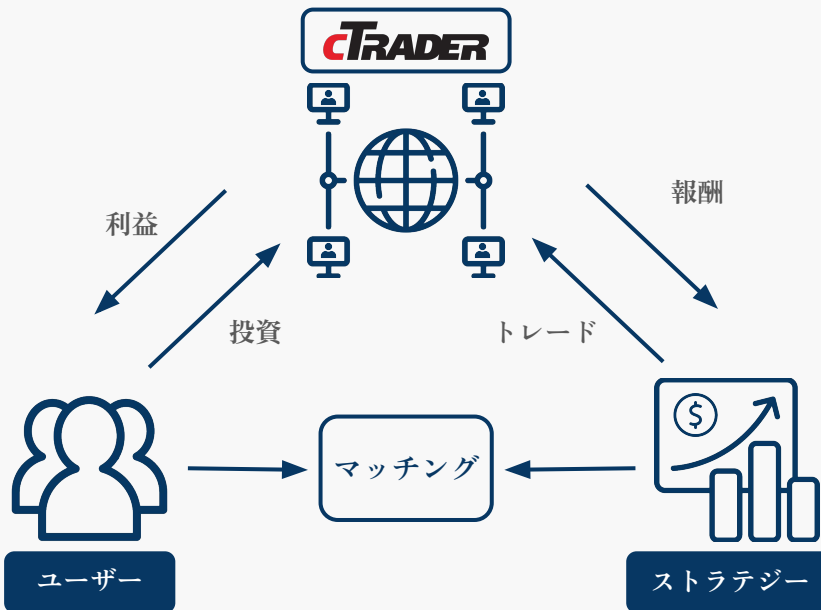 cTRADER
利益
報酬
投資
トレード
マッチング
ユーザー
ストラテジー